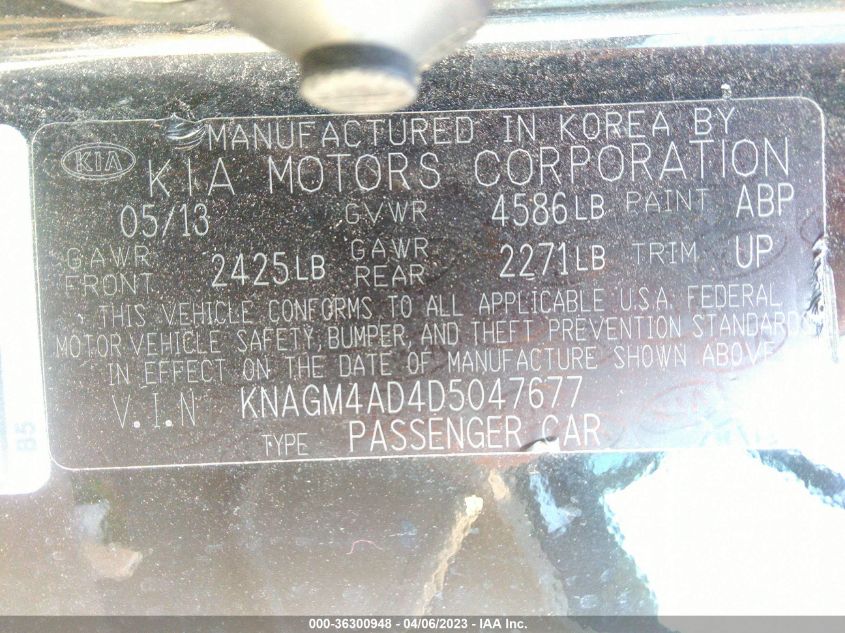 MANUFACTURED IN KOREA BY
KIA KIA MOTORS CORPORATION
05/13 GVWR 4586LB PAINT ABP
GAWR FRONT 2425LB GAWR REAR 2271LB TRIM UP
THIS VEHICLE CONFORMS TO ALL APPLICABLE U.S.A. FEDERAL
MOTOR VEHICLE SAFETY, BUMPER, AND THEFT PREVENTION STANDARDS
IN EFFECT ON THE DATE OF MANUFACTURE SHOWN ABOVE
V.I.N KNAGM4AD4D5047677
TYPE PASSENGER CAR
85
000-36300948 - 04/06/2023 - IAA Inc.